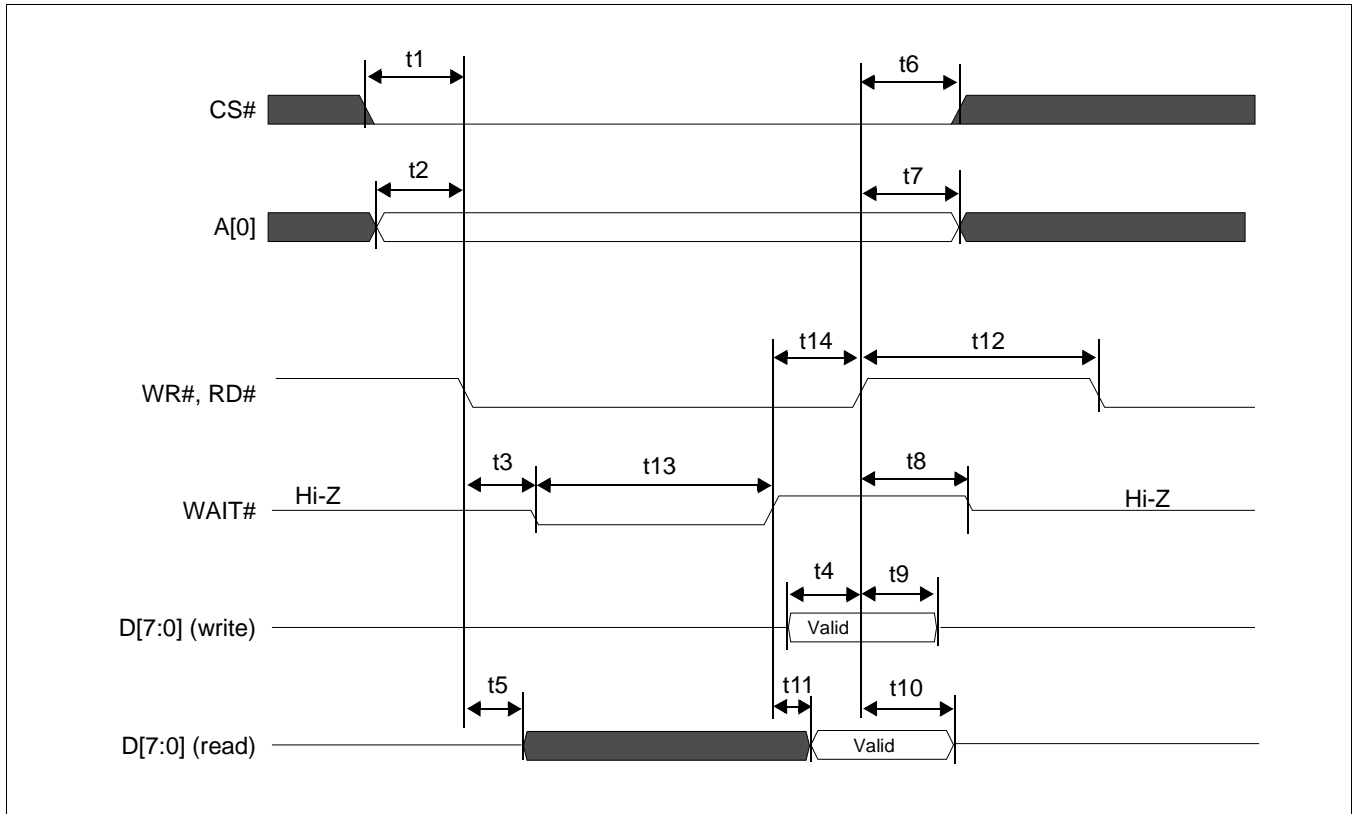 t1
t6
CS#
t2
t7
A[0]
t14
t12
WR#, RD#
t3
t13
t8
Hi-Z
Hi-Z
WAIT#
t4
t9
D[7:0] (write)
Valid
t5
t11
t10
D[7:0] (read)
Valid